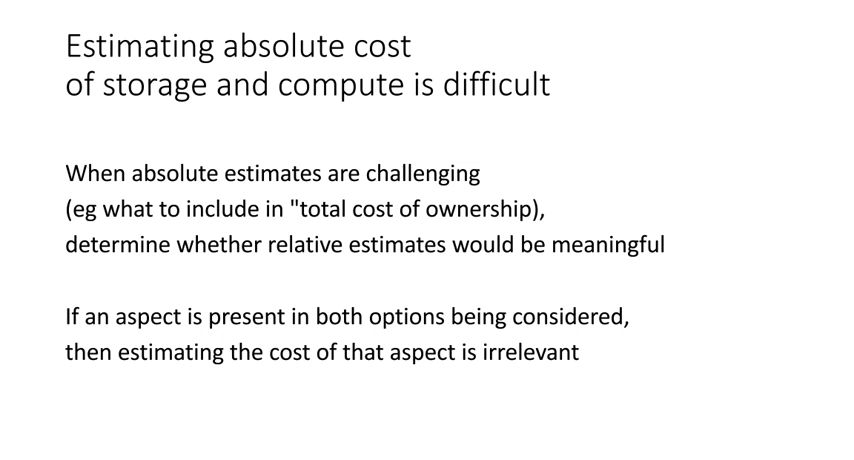 Estimating absolute cost
of storage and compute is difficult
When absolute estimates are challenging
(eg what to include in "total cost of ownership),
determine whether relative estimates would be meaningful
If an aspect is present in both options being considered,
then estimating the cost of that aspect is irrelevant